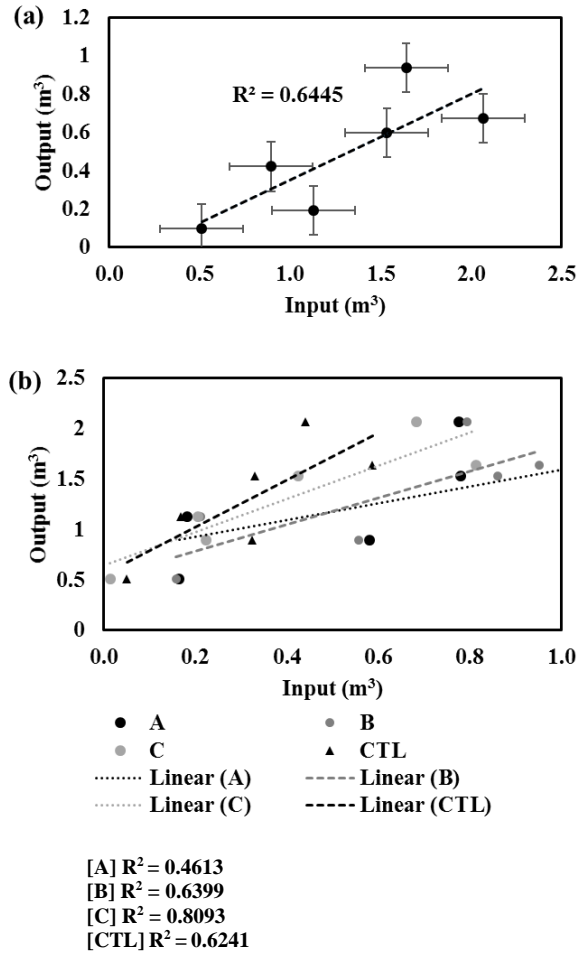 (a)
1.2
1
0.8
0.6
0.4
0.2
0
Output (m³)
R² = 0.6445
0.0 0.5 1.0 1.5 2.0 2.5
Input (m³)
(b)
2.5
2
1.5
1
0.5
0
Output (m³)
0.0 0.2 0.4 0.6 0.8 1.0
Input (m³)
A B
C CTL
Linear (A) Linear (B)
Linear (C) Linear (CTL)
[A] R² = 0.4613
[B] R² = 0.6399
[C] R² = 0.8093
[CTL] R² = 0.6241